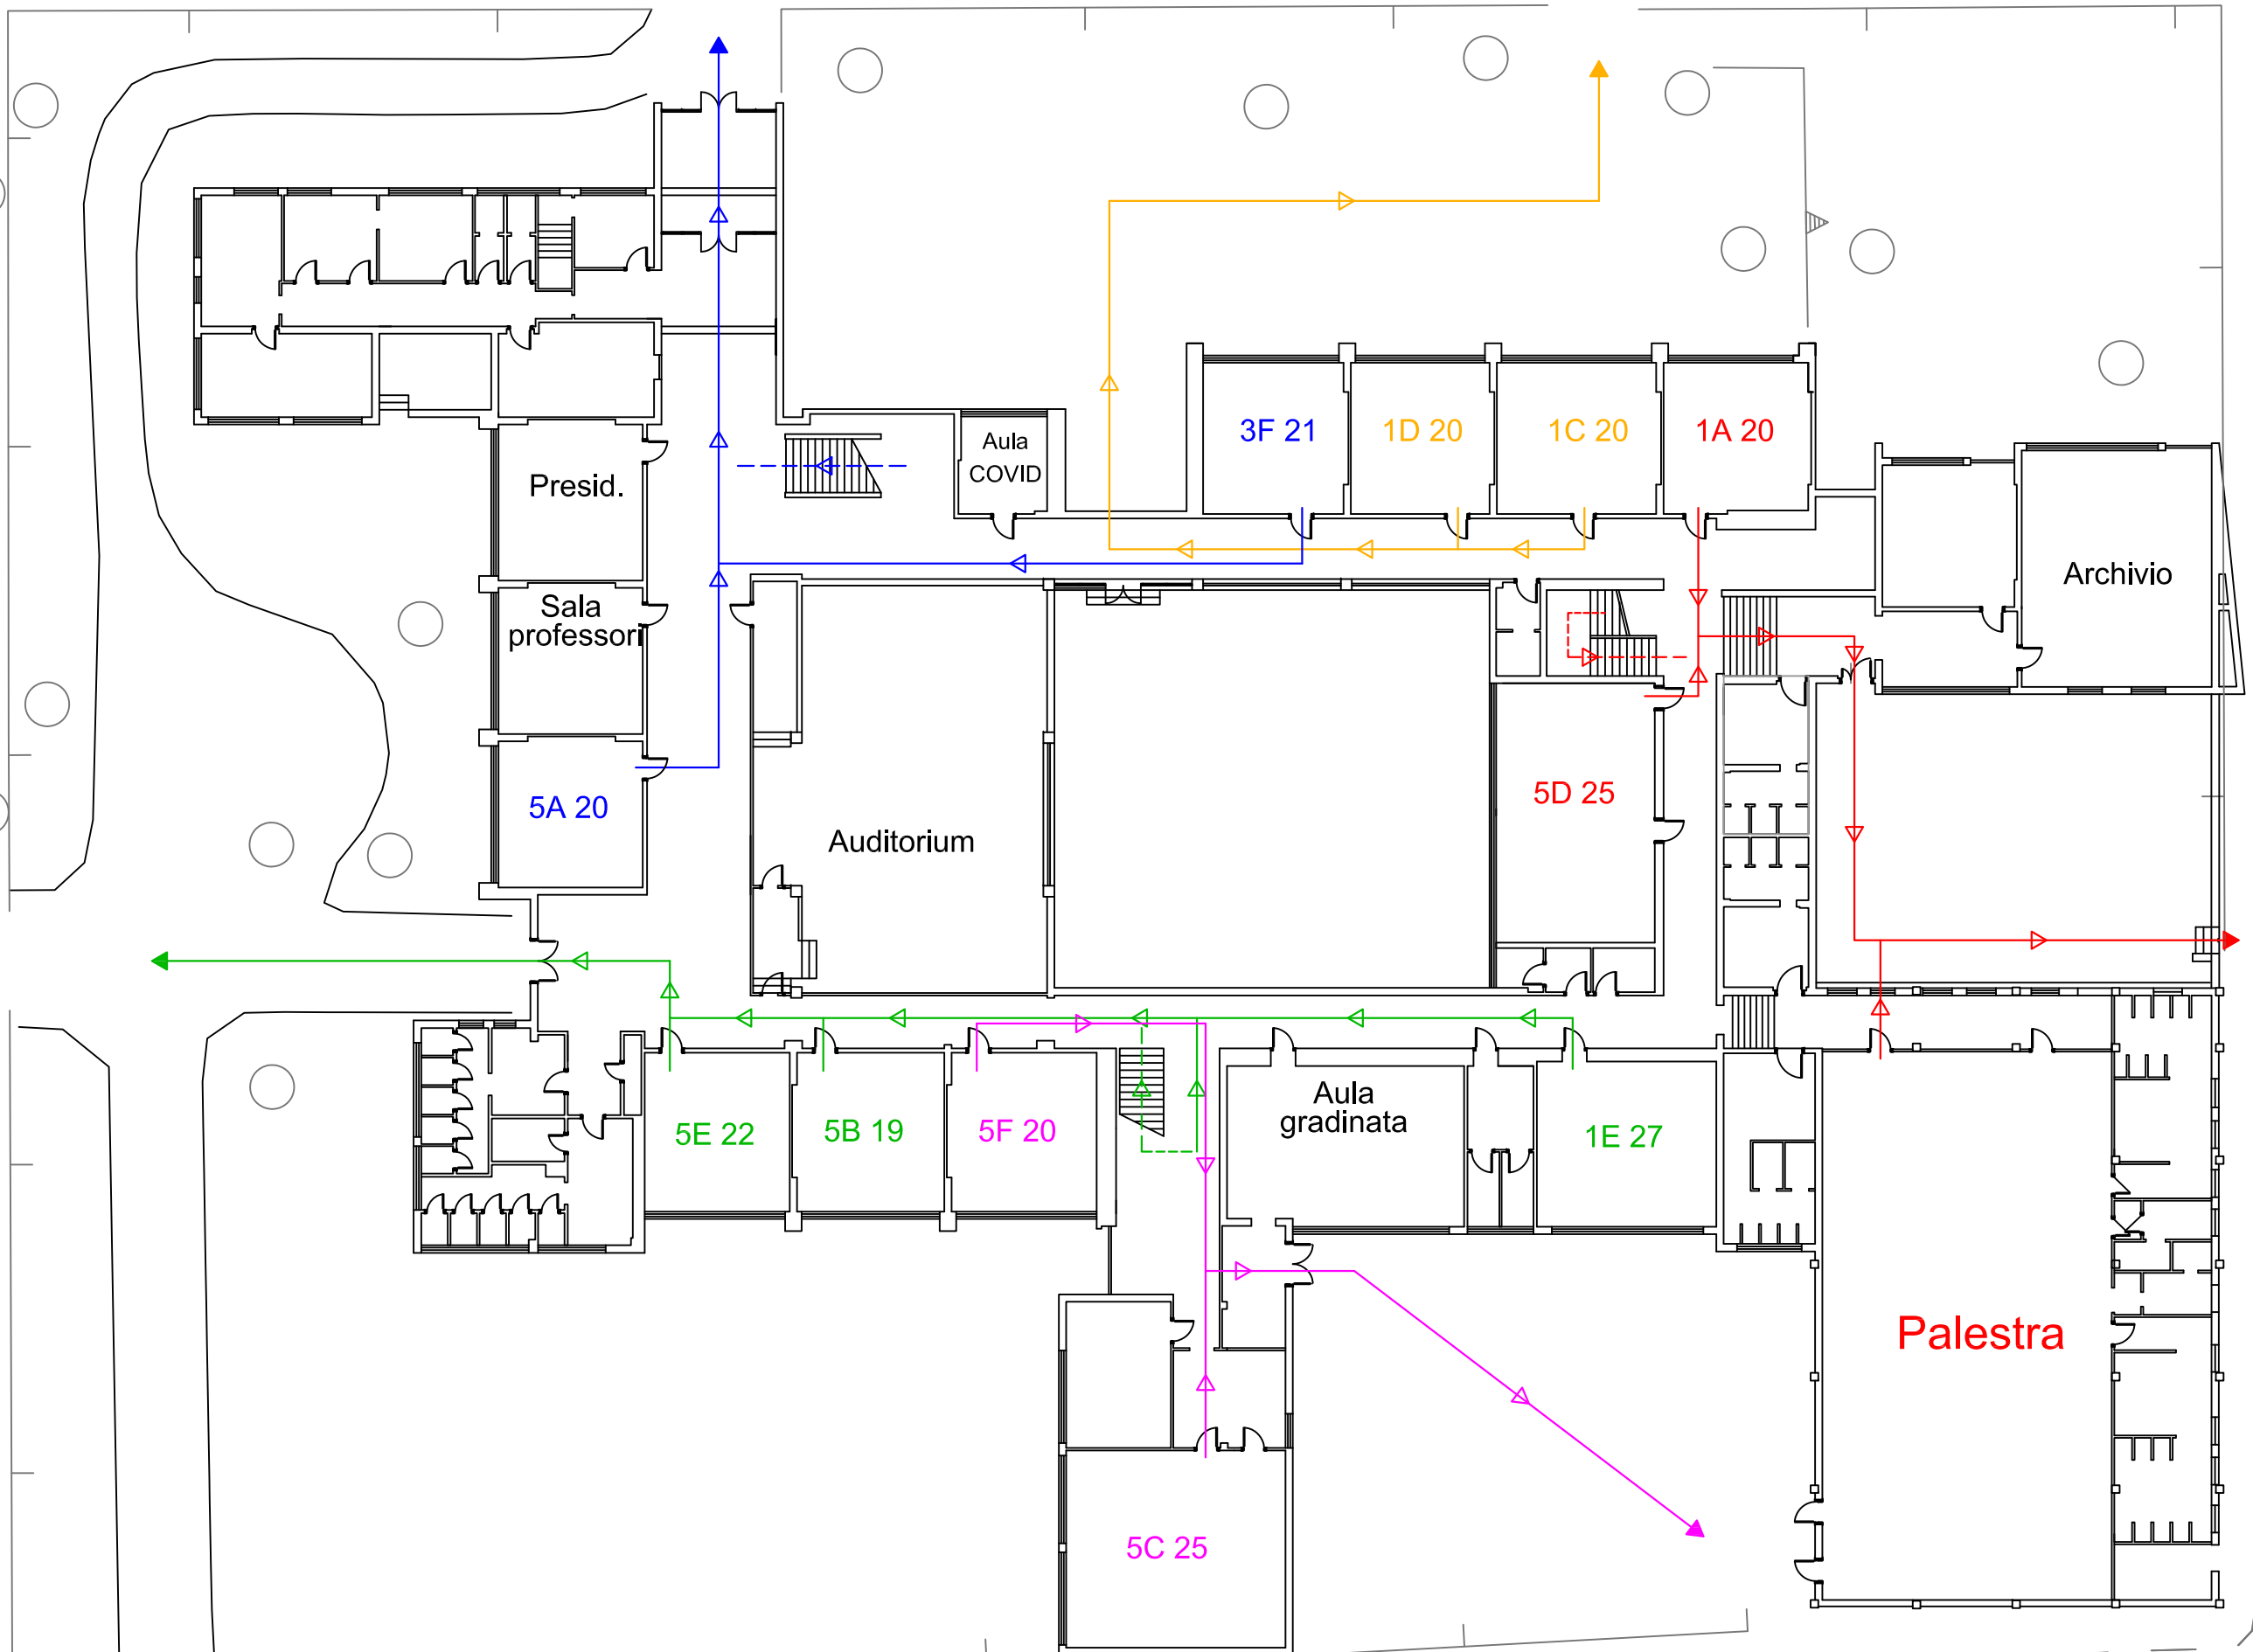 3F 21
1D 20
1C 20
1A 20
Aula
COVID
Presid.
Archivio
Sala
professori
5A 20
Auditorium
5D 25
5E 22
5B 19
5F 20
Aula
gradinata
1E 27
Palestra
5C 25